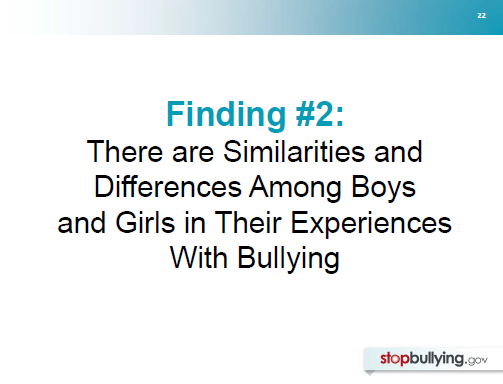 22
Finding #2:
There are Similarities and
Differences Among Boys
and Girls in Their Experiences
With Bullying
stopbullying.gov